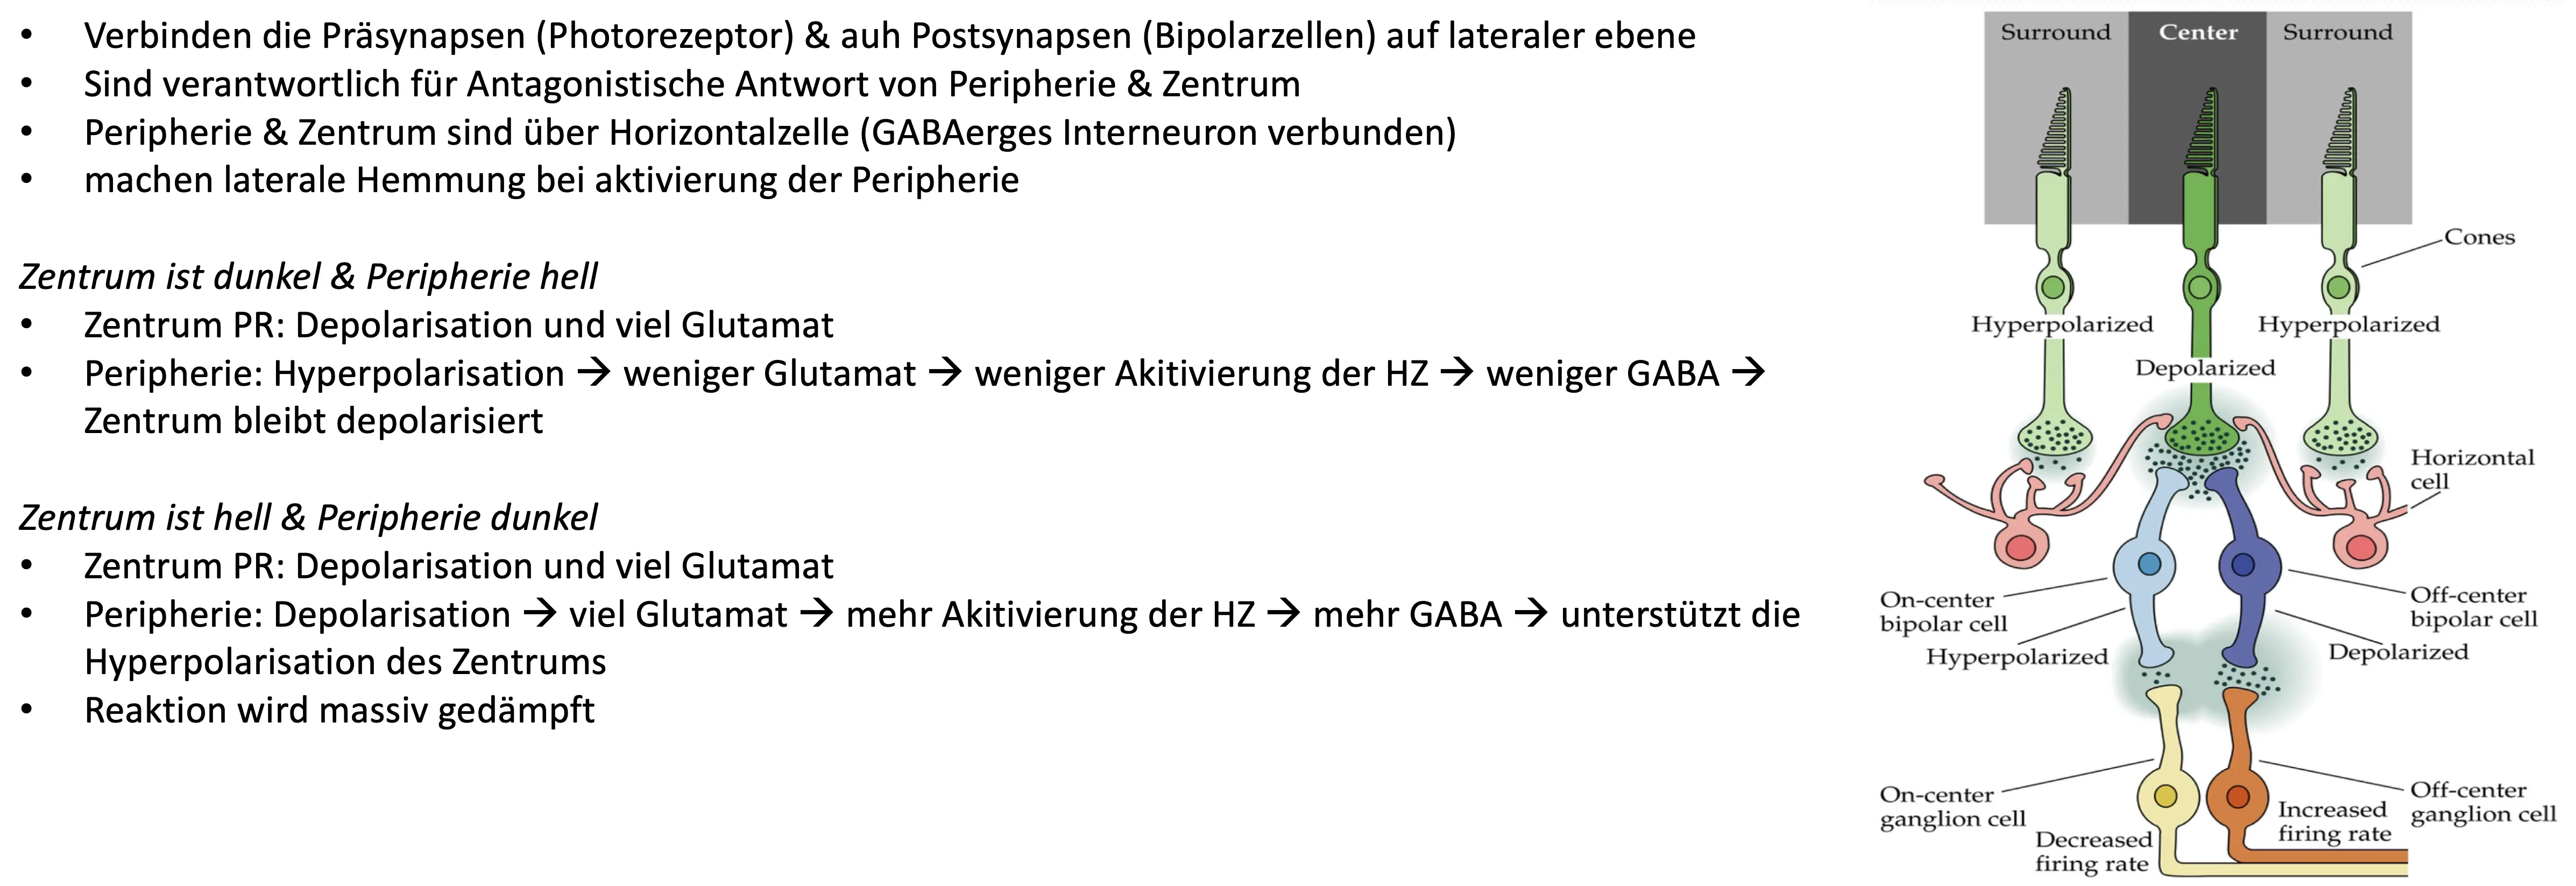 • Verbinden die Präsynapsen (Photorezeptor) & auh Postsynapsen (Bipolarzellen) auf lateraler ebene
• Sind verantwortlich für Antagonistische Antwort von Peripherie & Zentrum
• Peripherie & Zentrum sind über Horizontalzelle (GABAerges Interneuron verbunden)
• machen laterale Hemmung bei aktivierung der Peripherie
Zentrum ist dunkel & Peripherie hell
• Zentrum PR: Depolarisation und viel Glutamat
• Peripherie: Hyperpolarisation → weniger Glutamat → weniger Akitivierung der HZ → weniger GABA →
Zentrum bleibt depolarisiert
Zentrum ist hell & Peripherie dunkel
• Zentrum PR: Depolarisation und viel Glutamat
• Peripherie: Depolarisation → viel Glutamat → mehr Akitivierung der HZ → mehr GABA → unterstützt die
Hyperpolarisation des Zentrums
• Reaktion wird massiv gedämpft
Surround Center Surround
Cones
Hyperpolarized Hyperpolarized
Depolarized
Horizontal
cell
On-center
bipolar cell
Off-center
bipolar cell
Hyperpolarized
Depolarized
On-center
ganglion cell
Off-center
ganglion cell
Increased
firing rate
Decreased
firing rate